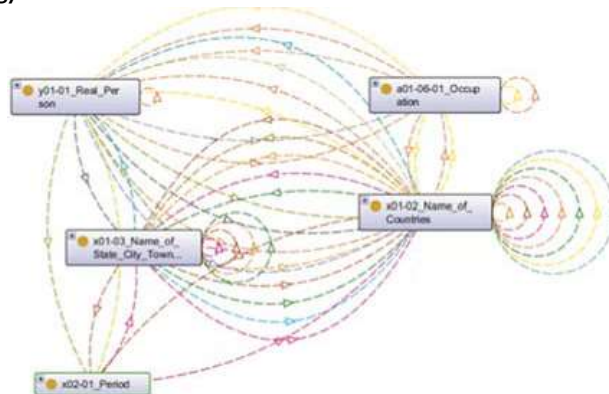 y01-01_Real_Per
son
a01-06-01_Occup
ation
x01-02_Name_of_
Countries
x01-03_Name_of_
State_City_Town...
x02-01_Period